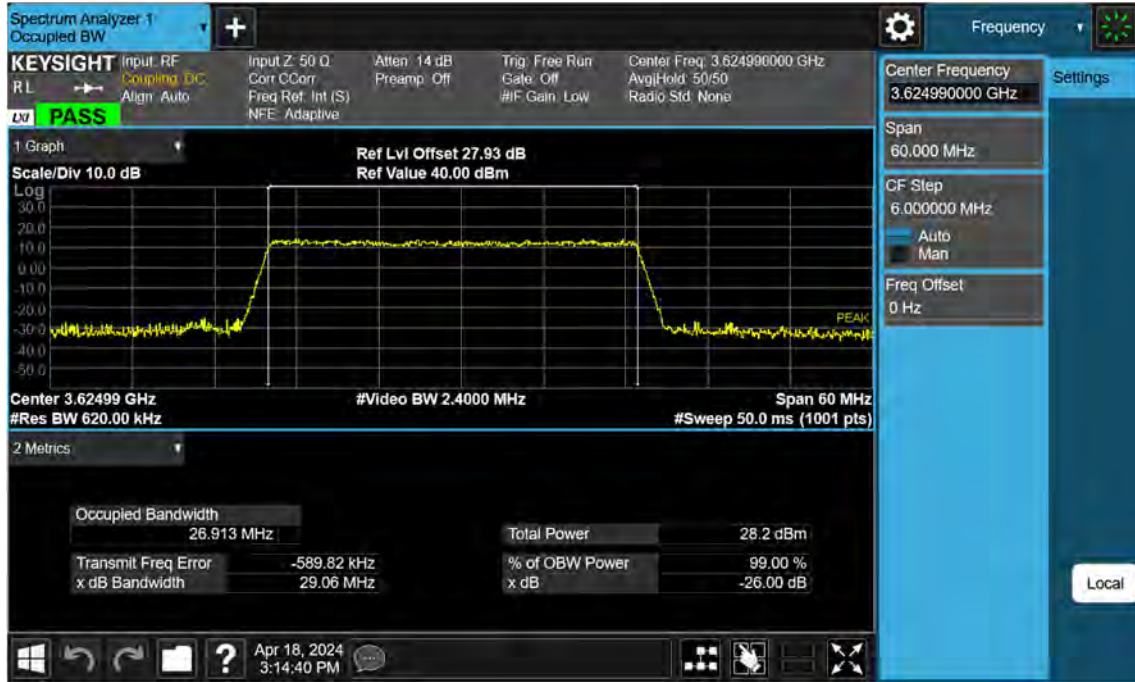 Spectrum Analyzer 1
Occupied BW
Frequency
KEYSIGHT
RL
LXI
PASS
Input: RF
Coupling: DC
Align: Auto
Input Z: 50 Ω
Corr CCorr
Freq Ref: Int (S)
NFE: Adaptive
Atten: 14 dB
Preamp: Off
Trig: Free Run
Gate: Off
#IF Gain: Low
Center Freq: 3.624990000 GHz
Avg|Hold: 50/50
Radio Std: None
1 Graph
Scale/Div 10.0 dB
Ref Lvl Offset 27.93 dB
Ref Value 40.00 dBm
Log
30.0
20.0
10.0
0.00
-10.0
-20.0
-30.0
-40.0
-50.0
PEAK
Center 3.62499 GHz
#Video BW 2.4000 MHz
Span 60 MHz
#Res BW 620.00 kHz
#Sweep 50.0 ms (1001 pts)
2 Metrics
Occupied Bandwidth
26.913 MHz
Total Power 28.2 dBm
Transmit Freq Error -589.82 kHz
% of OBW Power 99.00 %
x dB Bandwidth 29.06 MHz
x dB -26.00 dB
Apr 18, 2024
3:14:40 PM
Center Frequency
3.624990000 GHz
Settings
Span
60.000 MHz
CF Step
6.000000 MHz
Auto
Man
Freq Offset
0 Hz
Local